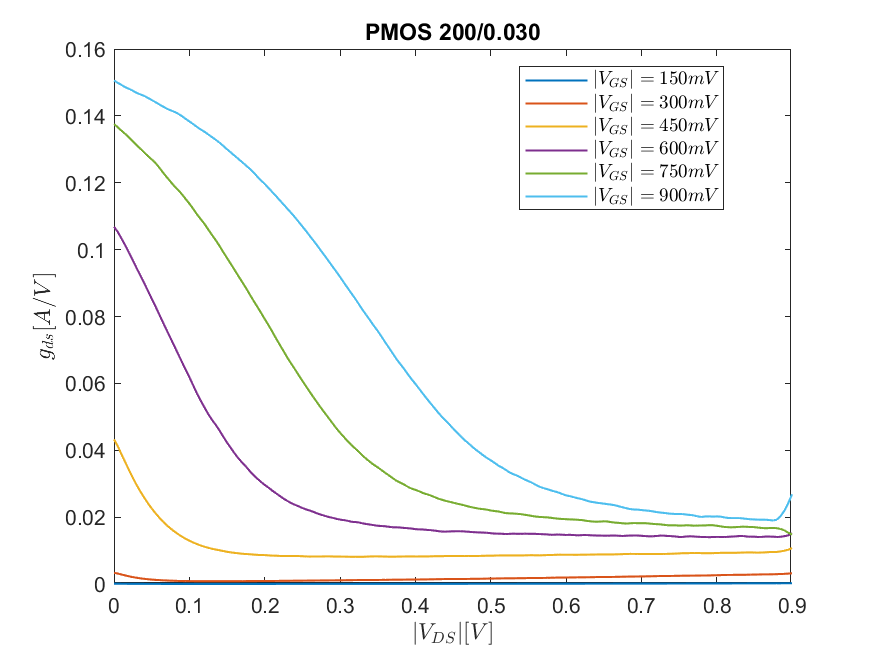 PMOS 200/0.030
0.16
0.14
0.12
0.1
0.08
0.06
0.04
0.02
0
g_{ds}[A/V]
|V_{GS}| = 150mV
|V_{GS}| = 300mV
|V_{GS}| = 450mV
|V_{GS}| = 600mV
|V_{GS}| = 750mV
|V_{GS}| = 900mV
0 0.1 0.2 0.3 0.4 0.5 0.6 0.7 0.8 0.9
|V_{DS}|[V]